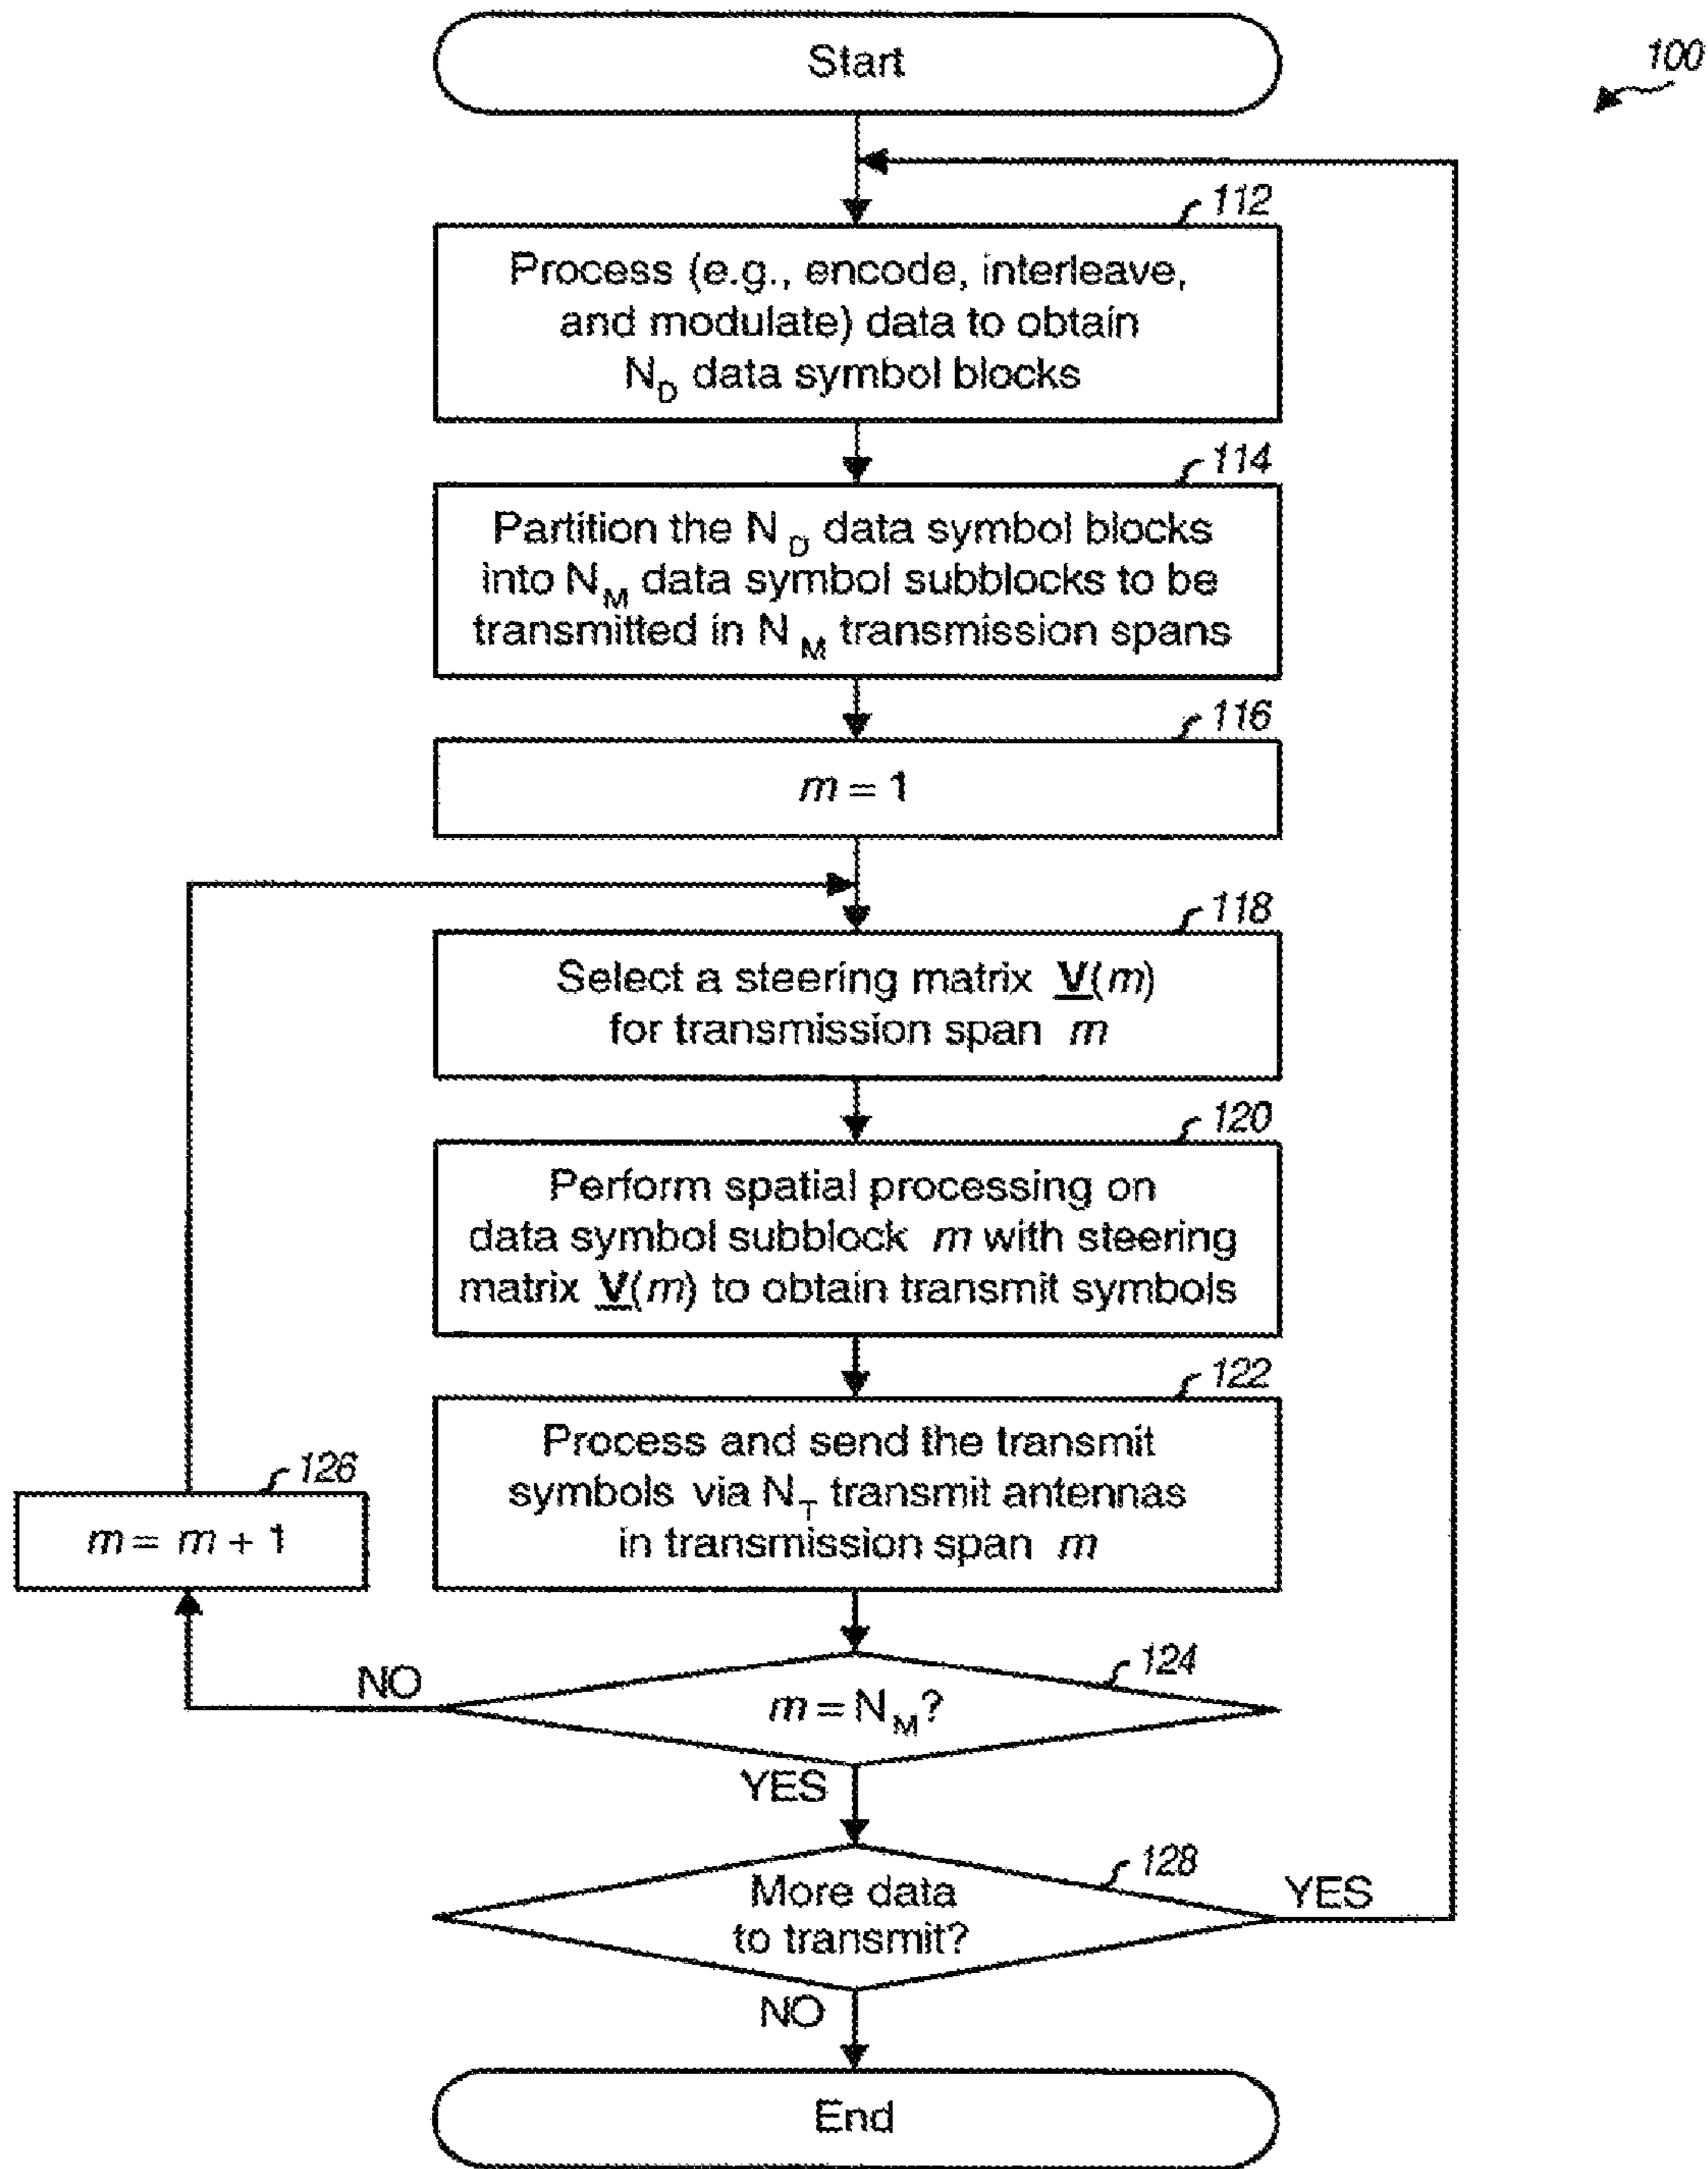 Start
100
112
Process (e.g., encode, interleave,
and modulate) data to obtain
N_D data symbol blocks
114
Partition the N_D data symbol blocks
into N_M data symbol subblocks to be
transmitted in N_M transmission spans
116
m = 1
118
Select a steering matrix V(m)
for transmission span m
120
Perform spatial processing on
data symbol subblock m with steering
matrix V(m) to obtain transmit symbols
122
Process and send the transmit
symbols via N_T transmit antennas
in transmission span m
126
m = m + 1
124
NO
m = N_M?
YES
128
More data
to transmit?
YES
NO
End